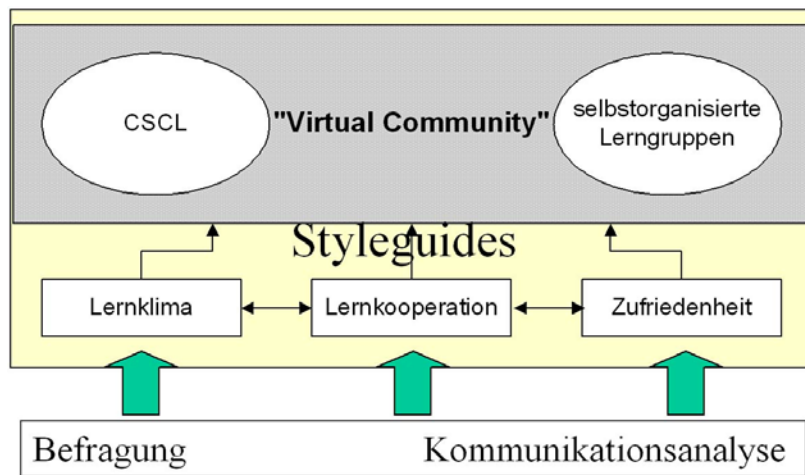 CSCL
"Virtual Community"
selbstorganisierte
Lerngruppen
Styleguides
Lernklima
Lernkooperation
Zufriedenheit
Befragung
Kommunikationsanalyse